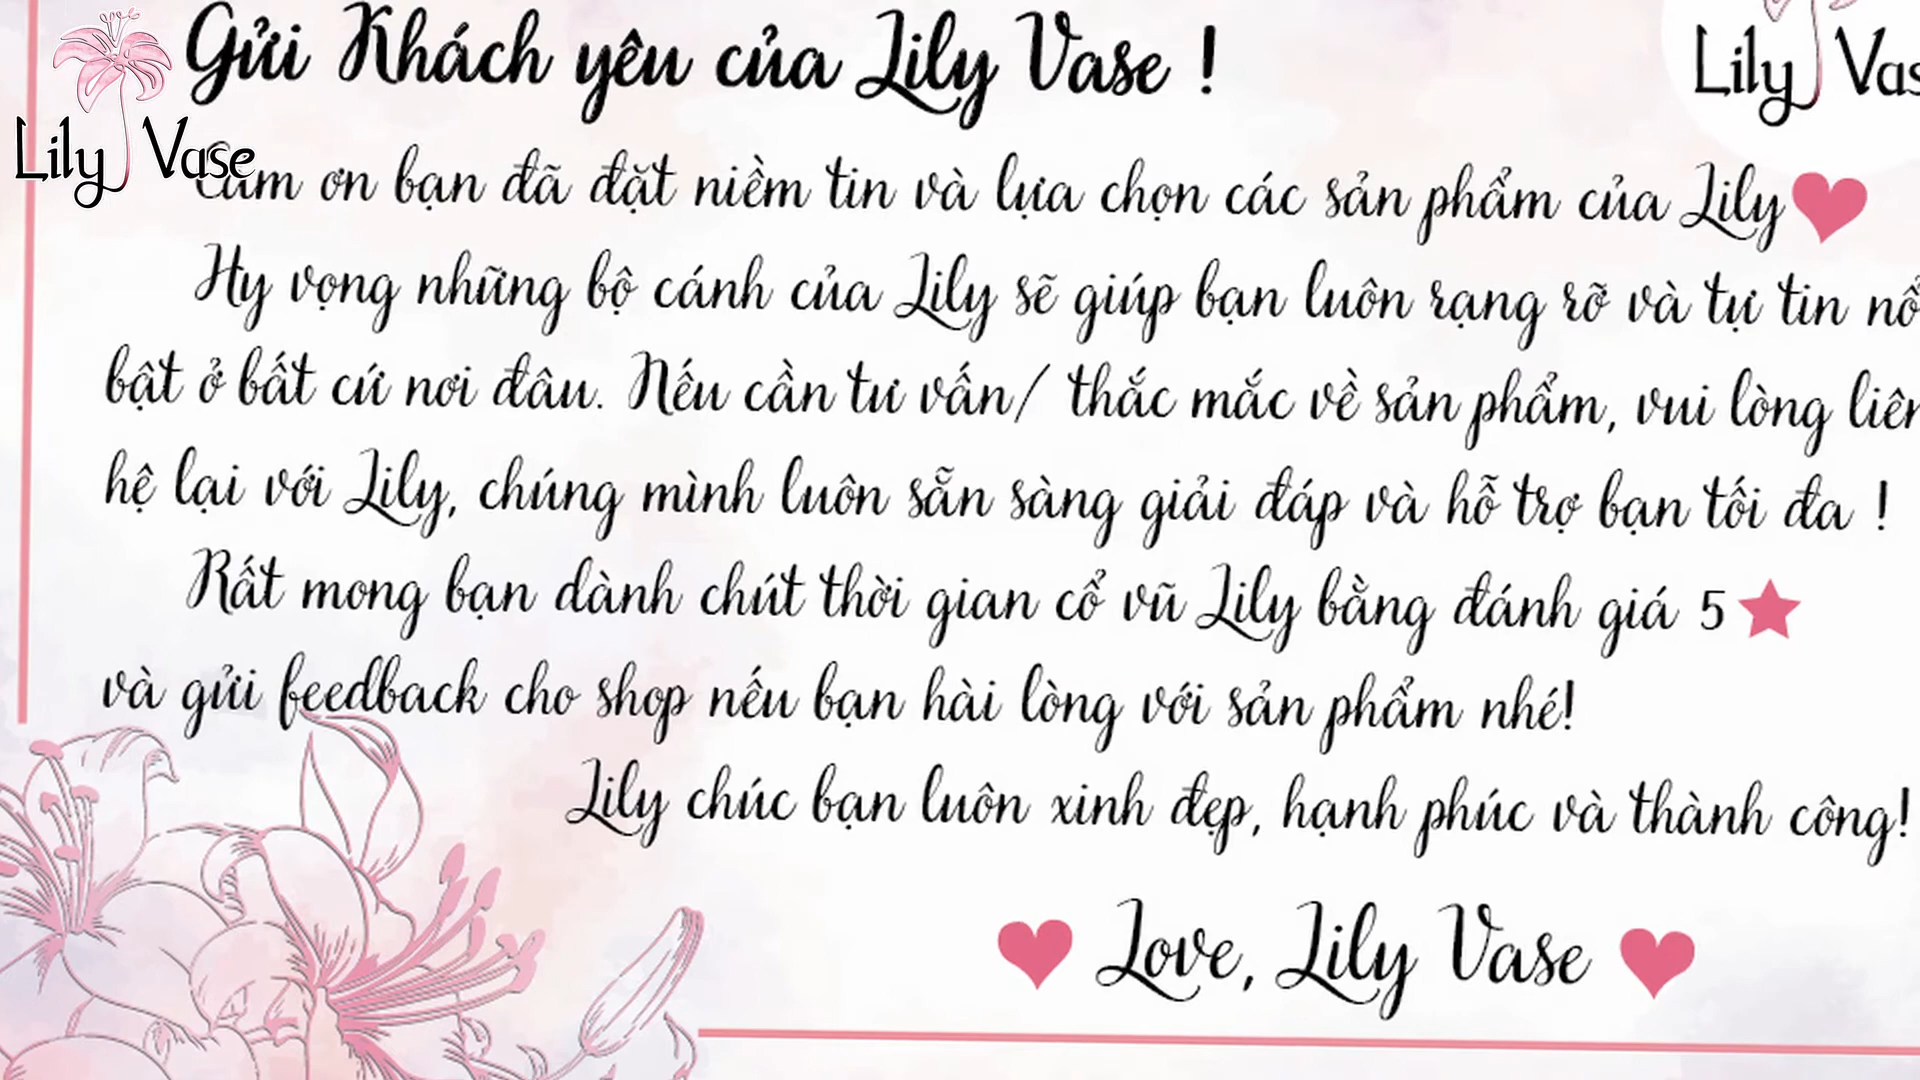 Gửi Khách yêu của Lily Vase !
Lily Vase
Lily Vas
Cảm ơn bạn đã đặt niềm tin và lựa chọn các sản phẩm của Lily
Hy vọng những bộ cánh của Lily sẽ giúp bạn luôn rạng rỡ và tự tin nổ
bật ở bất cứ nơi đâu. Nếu cần tư vấn/ thắc mắc về sản phẩm, vui lòng liên
hệ lại với Lily, chúng mình luôn sẵn sàng giải đáp và hỗ trợ bạn tối đa !
Rất mong bạn dành chút thời gian cổ vũ Lily bằng đánh giá 5
và gửi feedback cho shop nếu bạn hài lòng với sản phẩm nhé!
Lily chúc bạn luôn xinh đẹp, hạnh phúc và thành công!
Love, Lily Vase